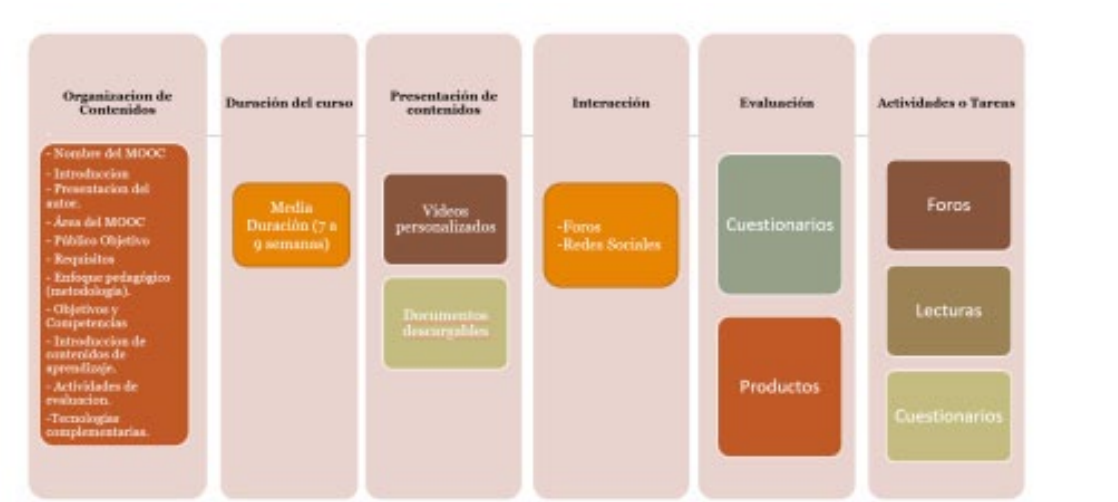 Organizacion de
Contenidos
- Nombre del MOOC
- Introduccion
- Presentacion del
autor.
- Área del MOOC
- Público Objetivo
- Requisitos
- Enfoque pedagógico
(metodología).
- Objetivos y
Competencias
- Introduccion de
contenidos de
aprendizaje.
- Actividades de
evaluacion.
-Tecnologías
complementarias.
Duración del curso
Media
Duración (7 a
9 semanas)
Presentación de
contenidos
Videos
personalizados
Documentos
descargables
Interacción
-Foros
-Redes Sociales
Evaluación
Cuestionarios
Productos
Actividades o Tareas
Foros
Lecturas
Cuestionarios